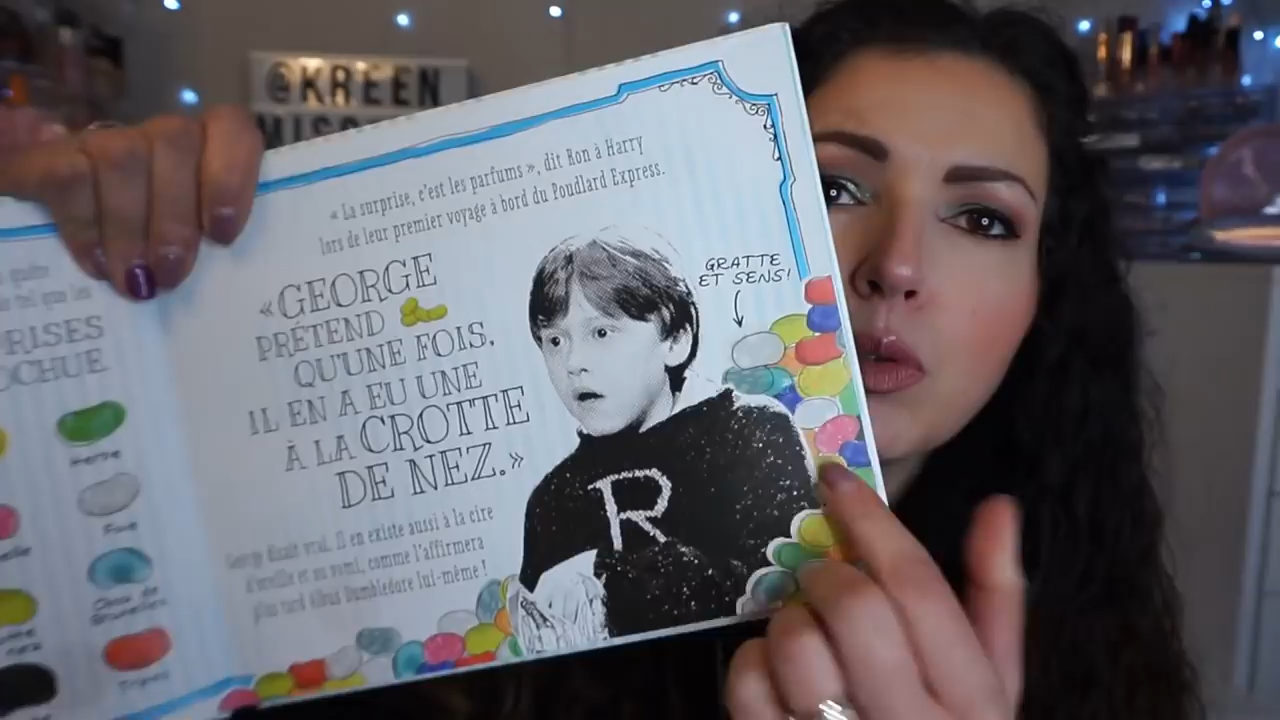 @KREEN
« La surprise, c'est les parfums », dit Ron à Harry
lors de leur premier voyage à bord du Poudlard Express.
«GEORGE
PRÉTEND
QU'UNE FOIS,
IL EN A EU UNE
À LA CROTTE
DE NEZ.»
George disait vrai. Il en existe aussi à la cire
d'oreille et au vomi, comme l'affirmera
plus tard Albus Dumbledore lui-même !
GRATTE
ET SENS!
R
Herbe
Foie
Choux de
Bruxelles
Tripes